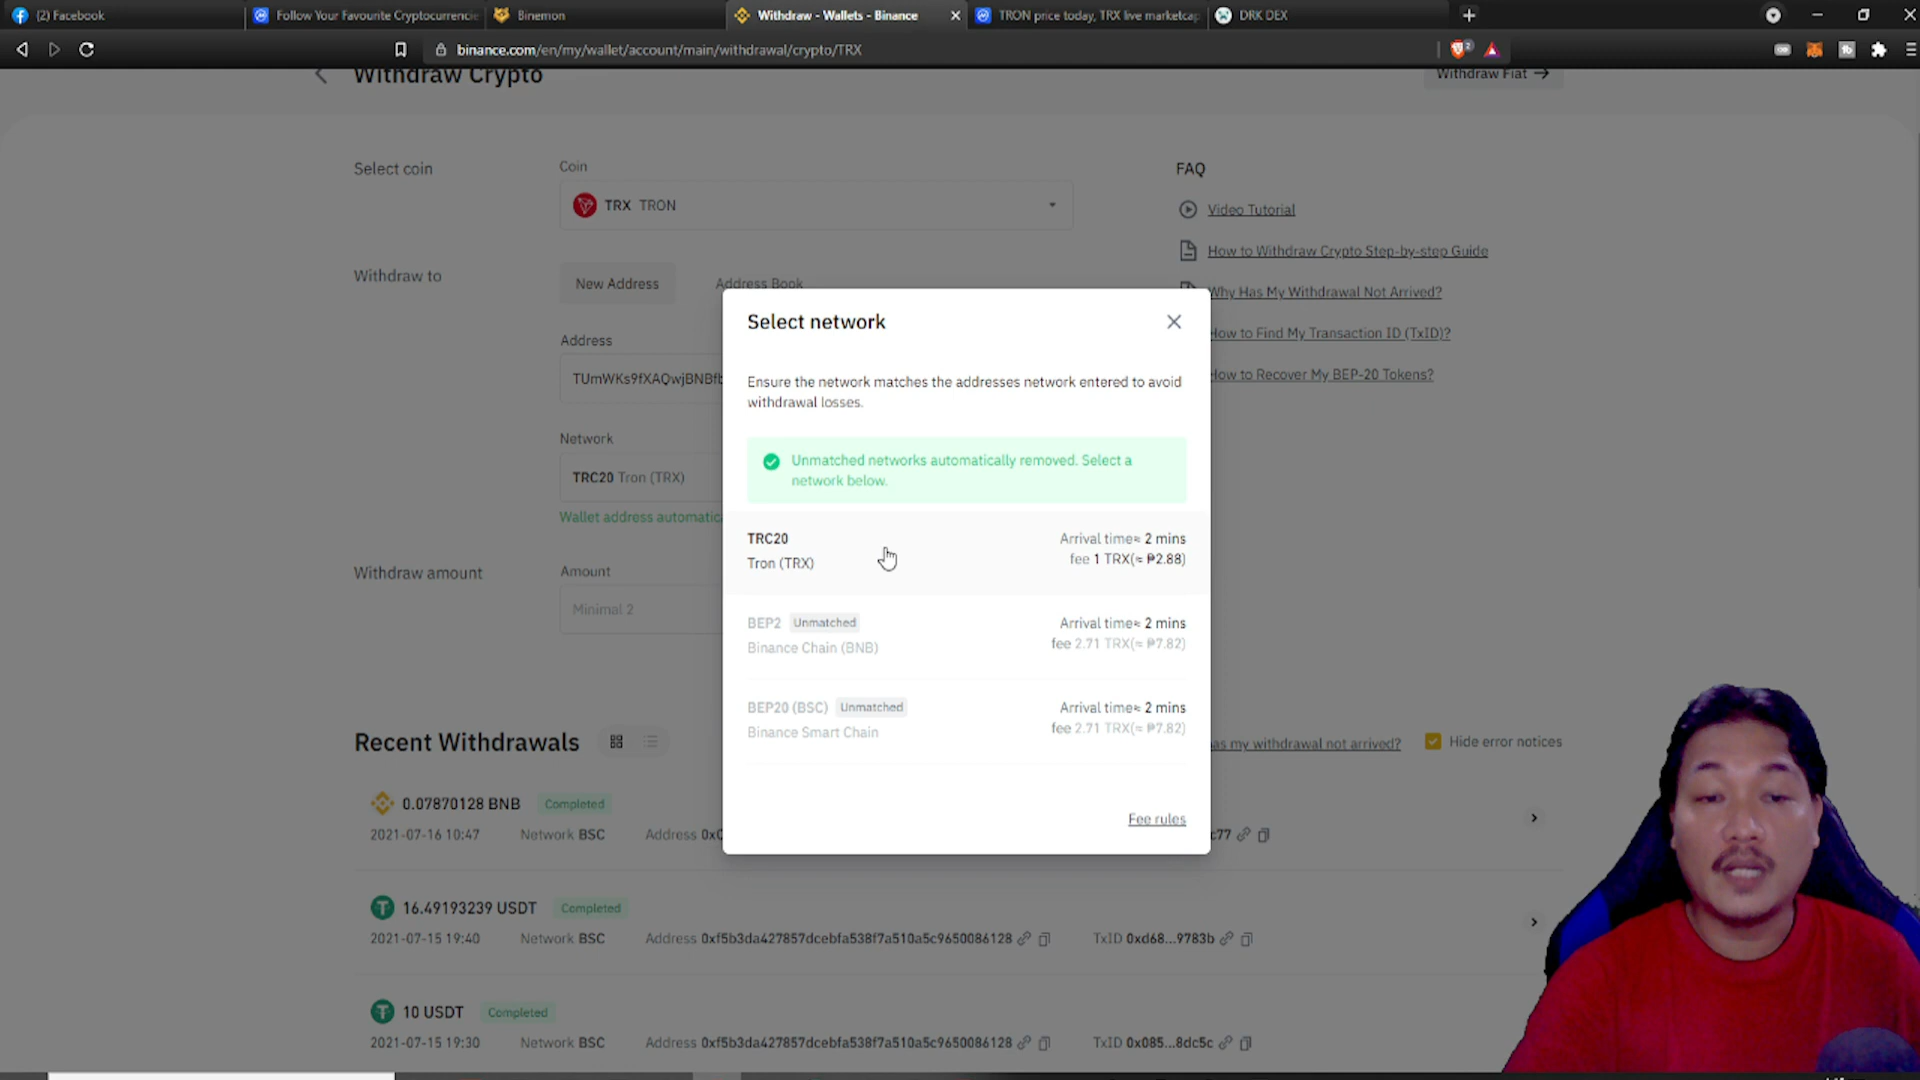 (2) Facebook
Follow Your Favourite Cryptocurrencie
Binemon
Withdraw - Wallets - Binance
TRON price today, TRX live marketcap
DRK DEX
binance.com/en/my/wallet/account/main/withdrawal/crypto/TRX
Withdraw Crypto
Withdraw Fiat →
Select coin
Coin
TRX TRON
FAQ
Video Tutorial
How to Withdraw Crypto Step-by-step Guide
Why Has My Withdrawal Not Arrived?
How to Find My Transaction ID (TxID)?
How to Recover My BEP-20 Tokens?
Withdraw to
New Address
Address Book
Address
TUmWKs9fXAQwjBNBfb
Network
TRC20 Tron (TRX)
Wallet address automatic
Withdraw amount
Amount
Minimal 2
Select network
Ensure the network matches the addresses network entered to avoid
withdrawal losses.
Unmatched networks automatically removed. Select a
network below.
TRC20
Arrival time≈ 2 mins
Tron (TRX)
fee 1 TRX(≈ ₱2.88)
BEP2 Unmatched
Arrival time≈ 2 mins
Binance Chain (BNB)
fee 2.71 TRX(≈ ₱7.82)
BEP20 (BSC) Unmatched
Arrival time≈ 2 mins
Binance Smart Chain
fee 2.71 TRX(≈ ₱7.82)
Fee rules
Recent Withdrawals
as my withdrawal not arrived?
Hide error notices
0.07870128 BNB Completed
2021-07-16 10:47 Network BSC Address 0x
c77
16.49193239 USDT Completed
2021-07-15 19:40 Network BSC Address 0xf5b3da427857dcebfa538f7a510a5c9650086128 TxID 0xd68...9783b
10 USDT Completed
2021-07-15 19:30 Network BSC Address 0xf5b3da427857dcebfa538f7a510a5c9650086128 TxID 0x085...8dc5c